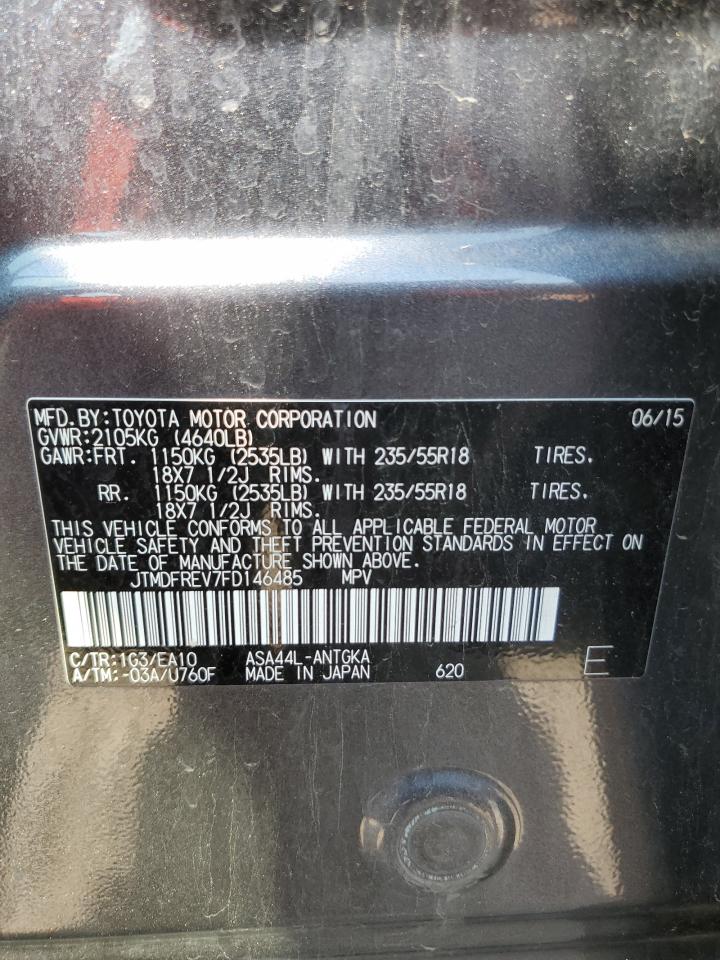 MFD.BY:TOYOTA MOTOR CORPORATION 06/15
GVWR:2105KG (4640LB)
GAWR:FRT. 1150KG (2535LB) WITH 235/55R18 TIRES.
18X7 1/2J RIMS.
RR. 1150KG (2535LB) WITH 235/55R18 TIRES.
18X7 1/2J RIMS.
THIS VEHICLE CONFORMS TO ALL APPLICABLE FEDERAL MOTOR
VEHICLE SAFETY AND THEFT PREVENTION STANDARDS IN EFFECT ON
THE DATE OF MANUFACTURE SHOWN ABOVE.
JTMDFREV7FD146485 MPV
C/TR:1G3/EA10 ASA44L-ANTGKA
A/TM:-03A/U760F MADE IN JAPAN 620 E